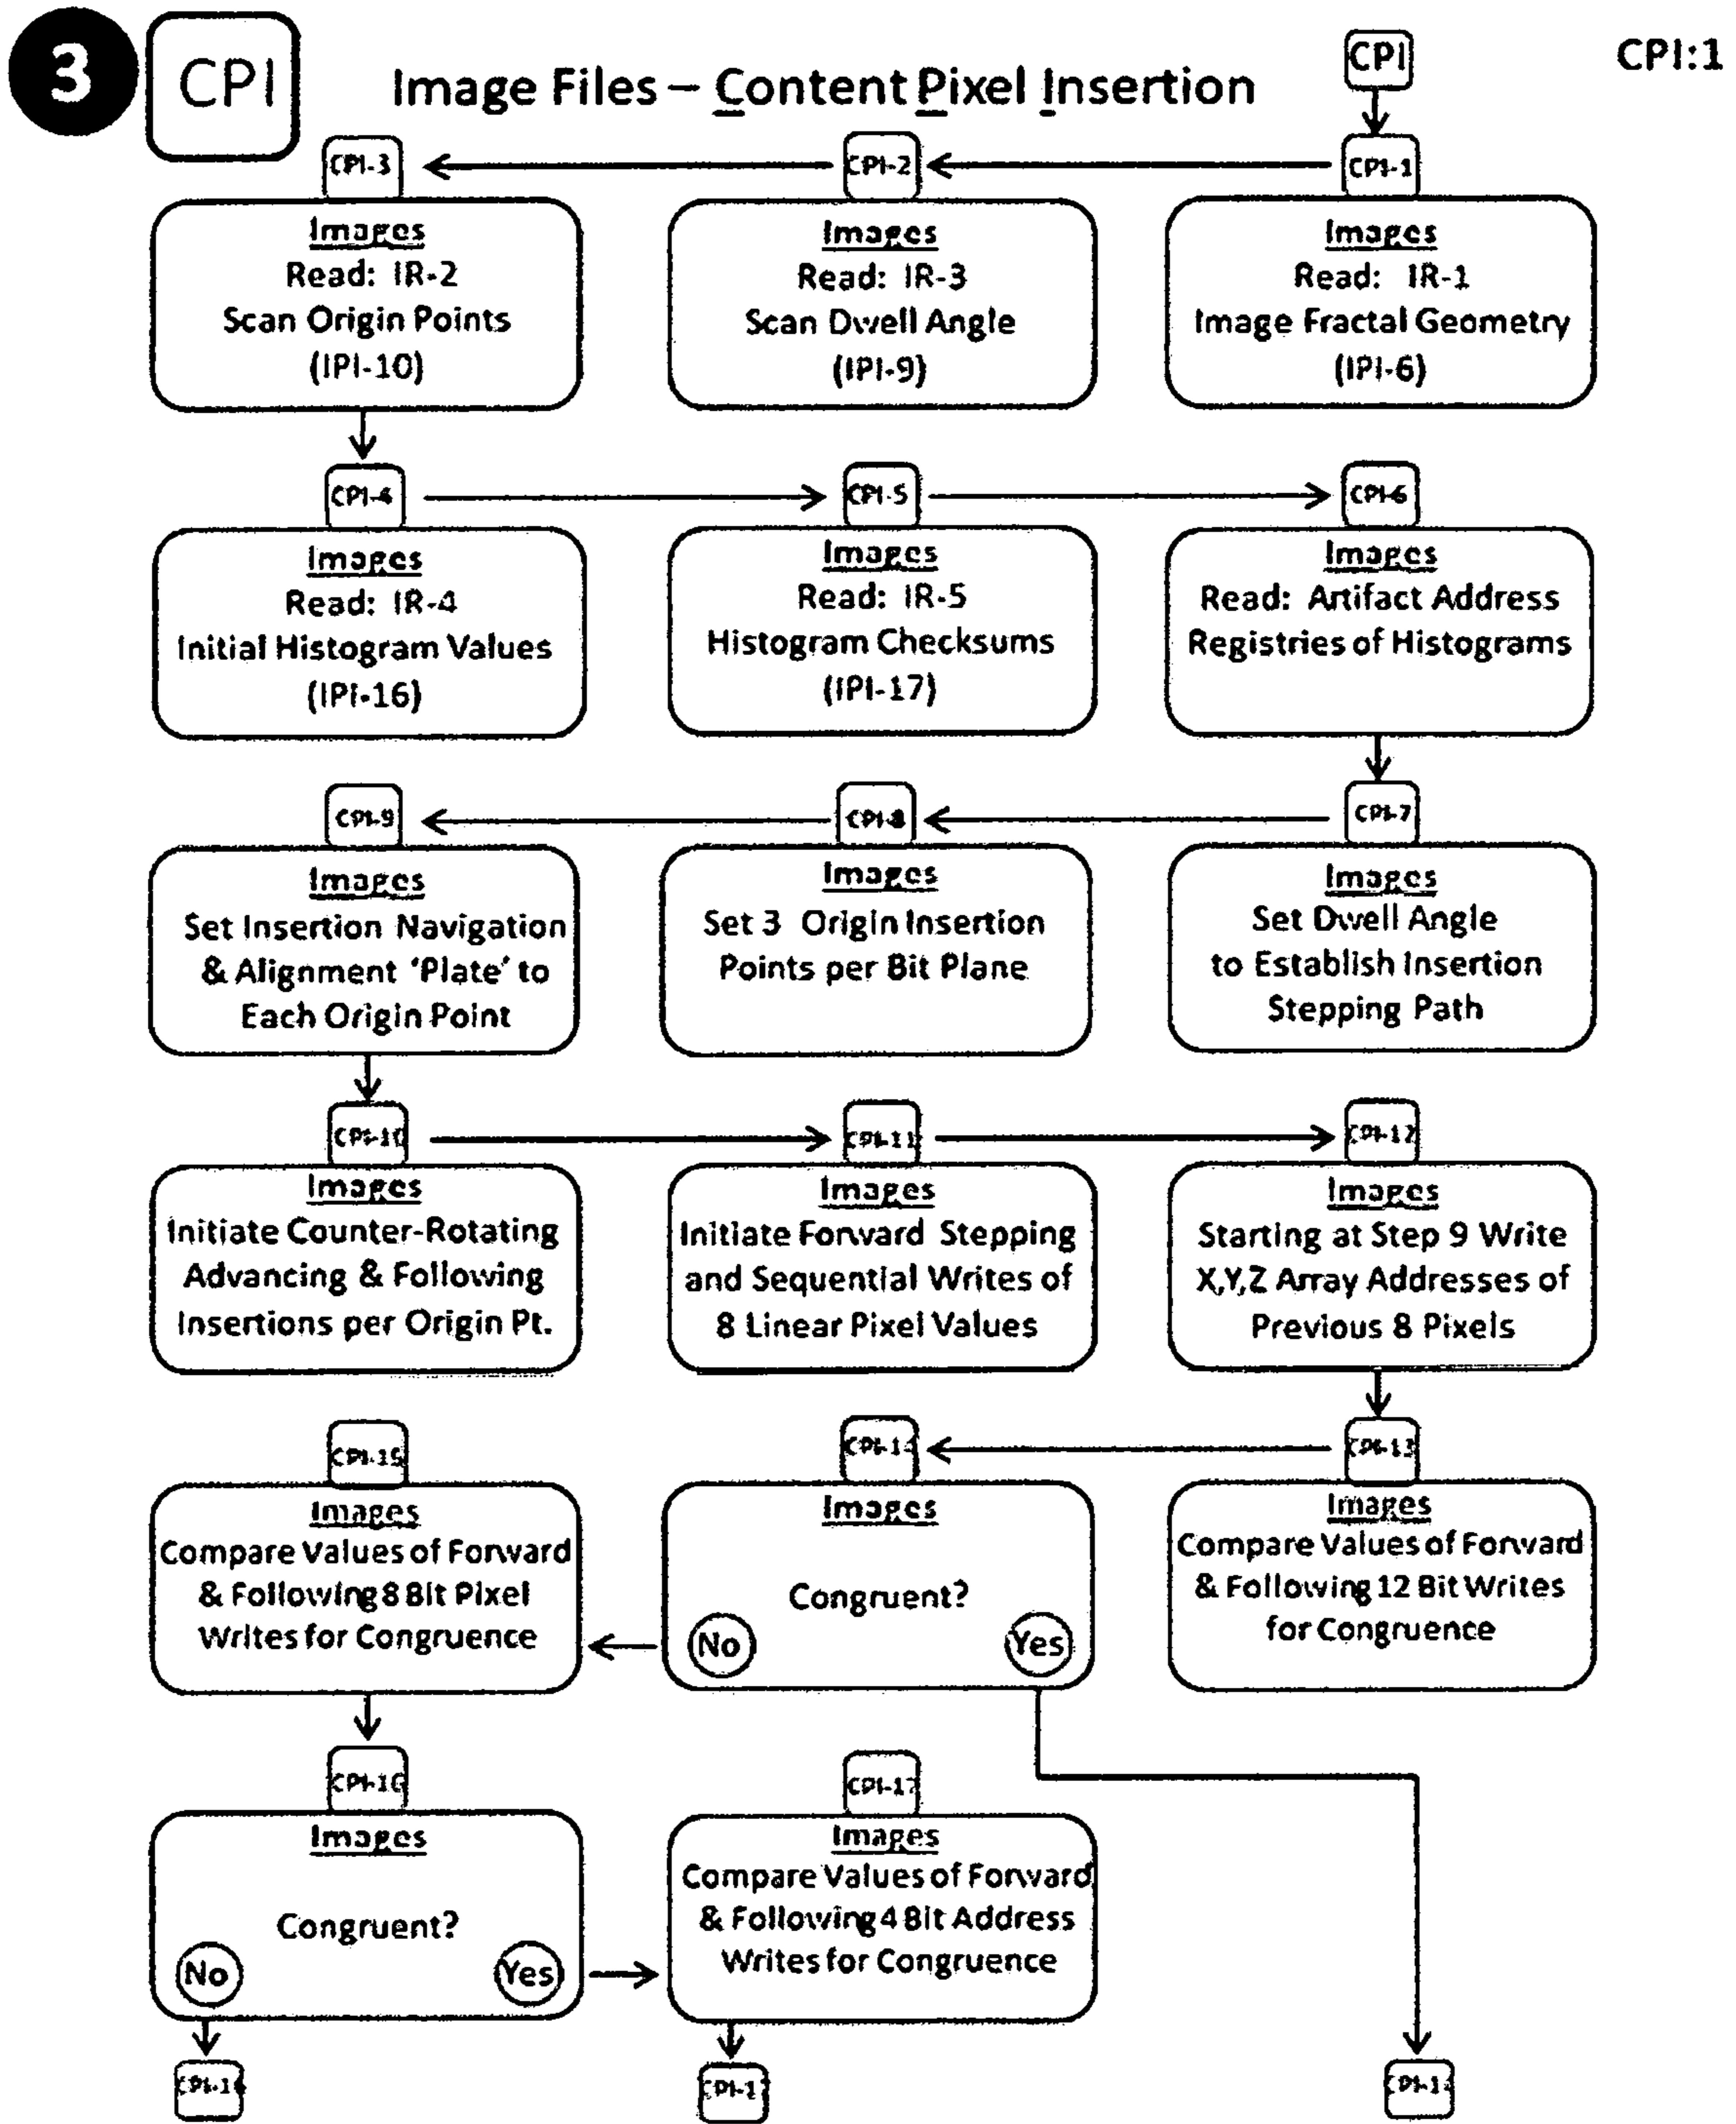 3
CPI
Image Files – Content Pixel Insertion
CPI
CPI:1
CPI-3
Images
Read: IR-2
Scan Origin Points
(IPI-10)
CPI-2
Images
Read: IR-3
Scan Dwell Angle
(IPI-9)
CPI-1
Images
Read: IR-1
Image Fractal Geometry
(IPI-6)
CPI-4
Images
Read: IR-4
Initial Histogram Values
(IPI-16)
CPI-5
Images
Read: IR-5
Histogram Checksums
(IPI-17)
CPI-6
Images
Read: Artifact Address
Registries of Histograms
CPI-9
Images
Set Insertion Navigation
& Alignment ‘Plate’ to
Each Origin Point
CPI-8
Images
Set 3 Origin Insertion
Points per Bit Plane
CPI-7
Images
Set Dwell Angle
to Establish Insertion
Stepping Path
CPI-10
Images
Initiate Counter-Rotating
Advancing & Following
Insertions per Origin Pt.
CPI-11
Images
Initiate Forward Stepping
and Sequential Writes of
8 Linear Pixel Values
CPI-12
Images
Starting at Step 9 Write
X,Y,Z Array Addresses of
Previous 8 Pixels
CPI-15
Images
Compare Values of Forward
& Following 8 Bit Pixel
Writes for Congruence
CPI-14
Images
Congruent?
No
Yes
CPI-13
Images
Compare Values of Forward
& Following 12 Bit Writes
for Congruence
CPI-16
Images
Congruent?
No
Yes
CPI-17
Images
Compare Values of Forward
& Following 4 Bit Address
Writes for Congruence